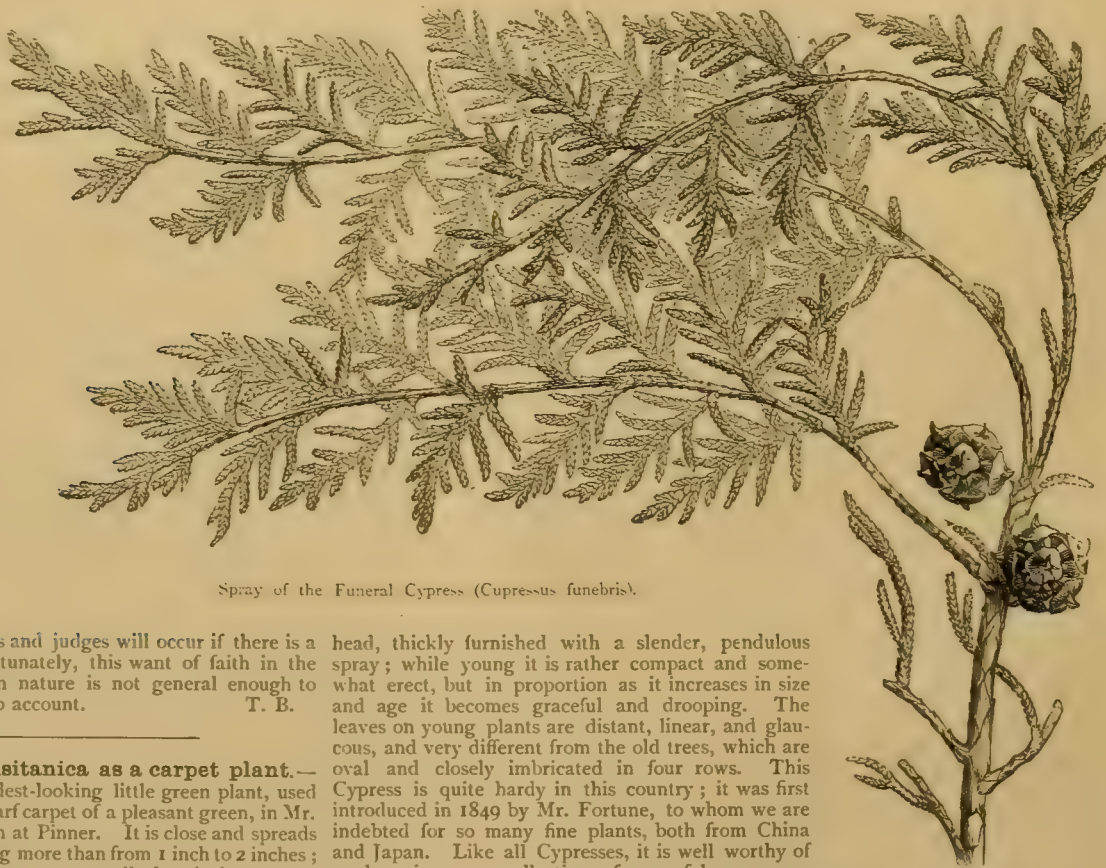 Spray of the Funeral Cypress (Cupressus funebris).
s and judges will occur if there is a
tunately, this want of faith in the
n nature is not general enough to
o account. T. B.
sitanica as a carpet plant.—
lest-looking little green plant, used
arf carpet of a pleasant green, in Mr.
n at Pinner. It is close and spreads
g more than from 1 inch to 2 inches;
head, thickly furnished with a slender, pendulous
spray; while young it is rather compact and some-
what erect, but in proportion as it increases in size
and age it becomes graceful and drooping. The
leaves on young plants are distant, linear, and glau-
cous, and very different from the old trees, which are
oval and closely imbricated in four rows. This
Cypress is quite hardy in this country; it was first
introduced in 1849 by Mr. Fortune, to whom we are
indebted for so many fine plants, both from China
and Japan. Like all Cypresses, it is well worthy of